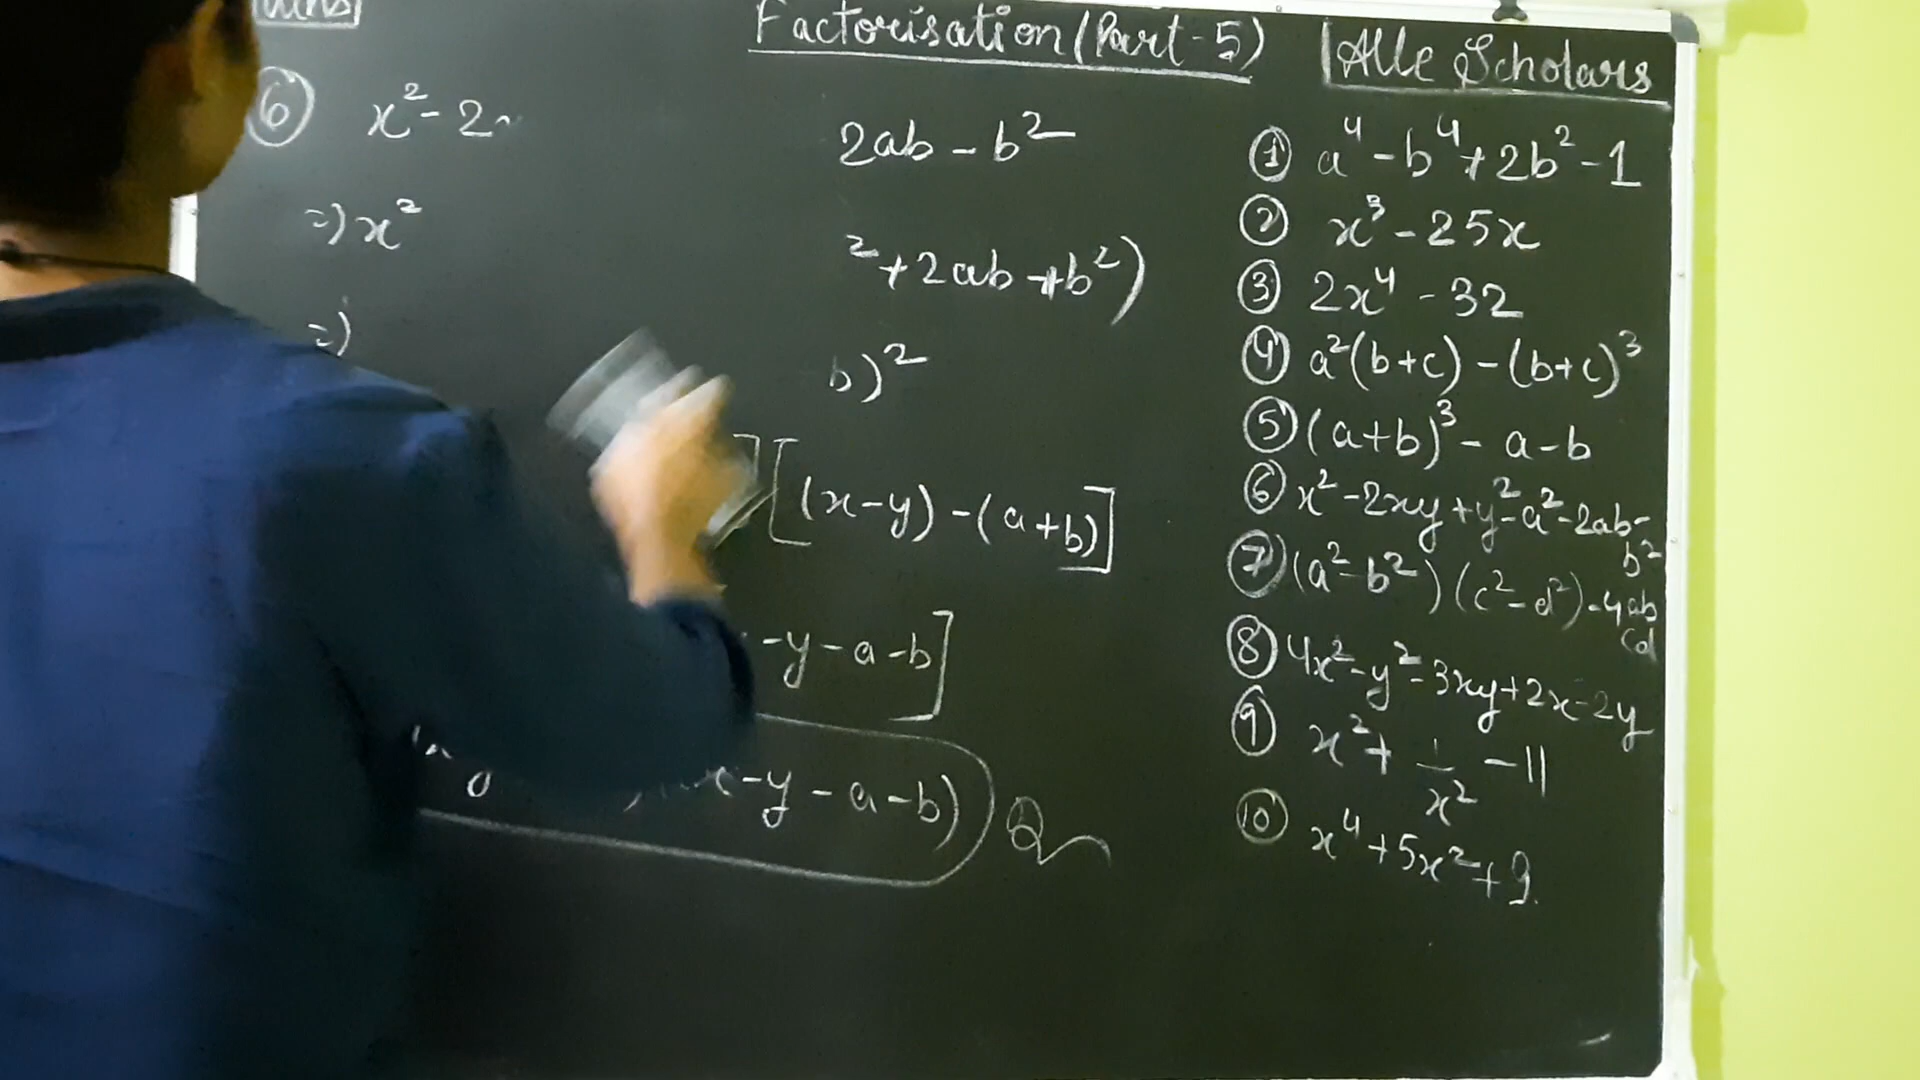 Factorisation (Part-5)
Alle Scholars
⑥ x² - 2
2ab - b²
=) x²
² + 2ab + b²)
=)
b)²
] [(x-y) - (a+b)]
-y - a - b]
x - y - a - b)
① a⁴ - b⁴ + 2b² - 1
② x³ - 25x
③ 2x⁴ - 32
④ a²(b+c) - (b+c)³
⑤ (a+b)³ - a - b
⑥ x² - 2xy + y² - a² - 2ab -
b²
⑦ (a² - b²) (c² - d²) - 4ab
cd
⑧ 4x² - y² - 3xy + 2x - 2y
⑨ x² + 1/x² - 11
⑩ x⁴ + 5x² + 9